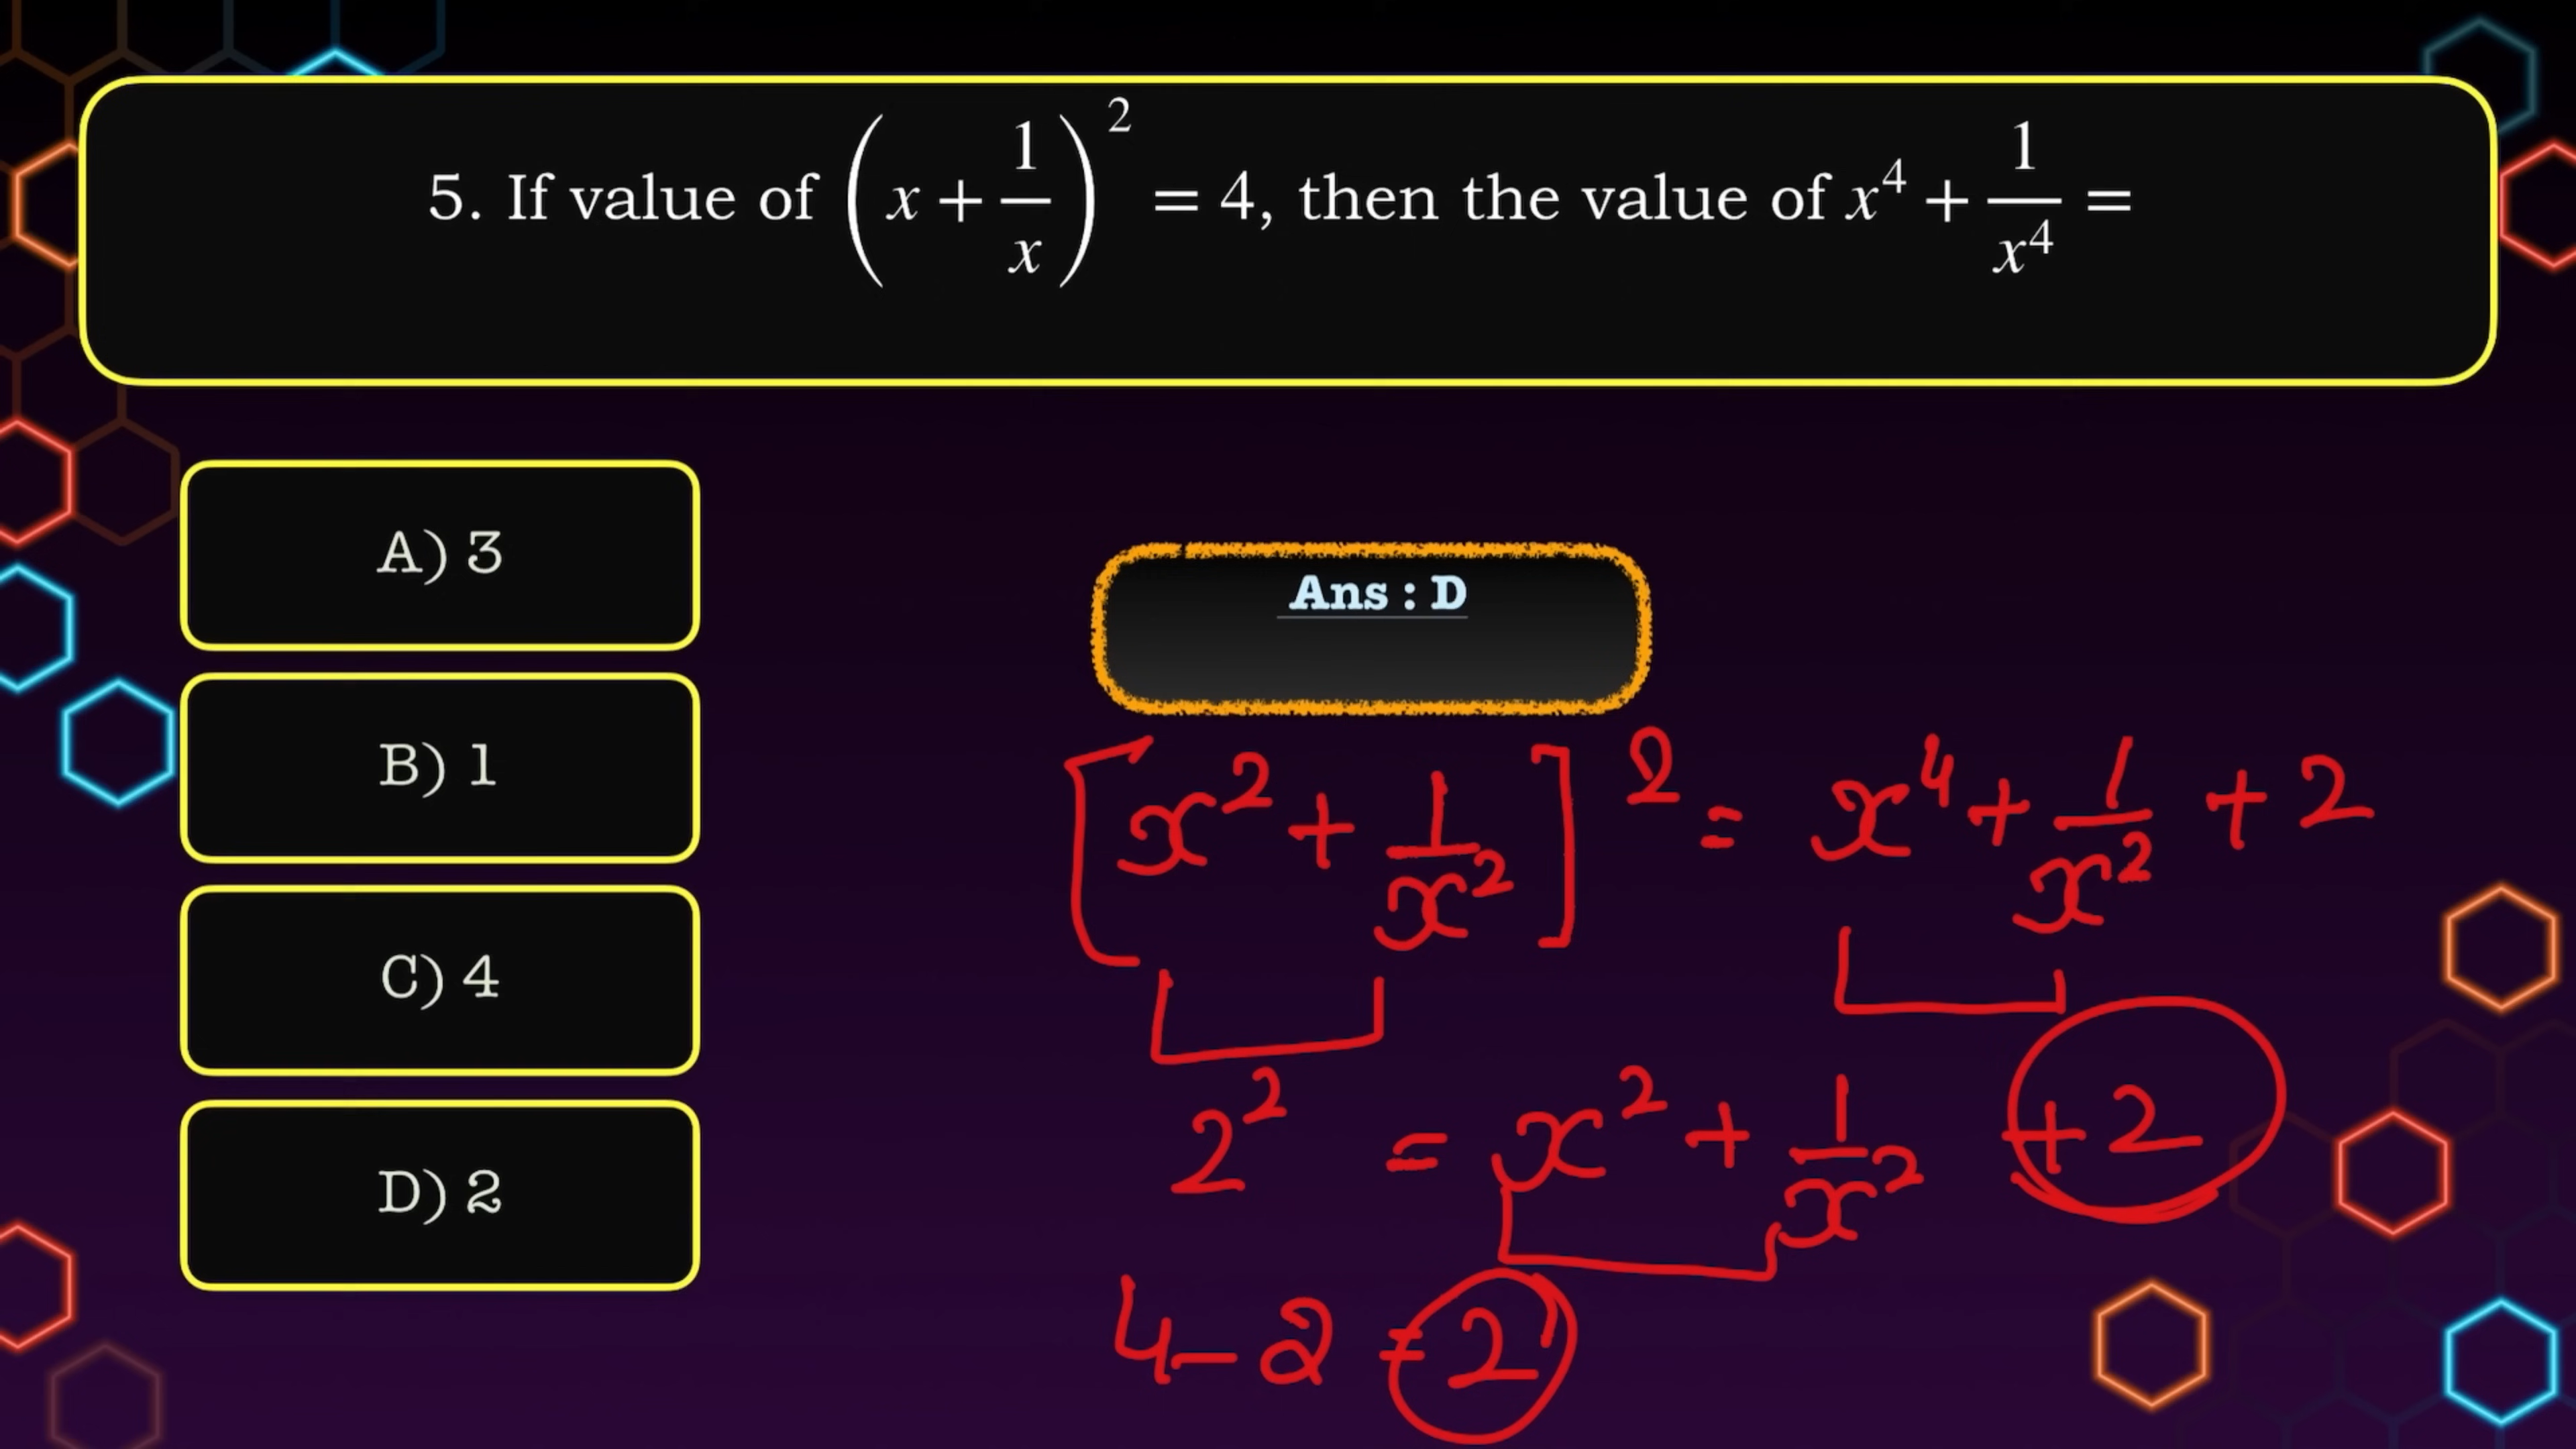 5. If value of (x + 1/x)² = 4, then the value of x⁴ + 1/x⁴ =
A) 3
B) 1
C) 4
D) 2
Ans : D
[x² + 1/x²]² = x⁴ + 1/x² + 2
2² = x² + 1/x² + 2
4 - 2 = 2